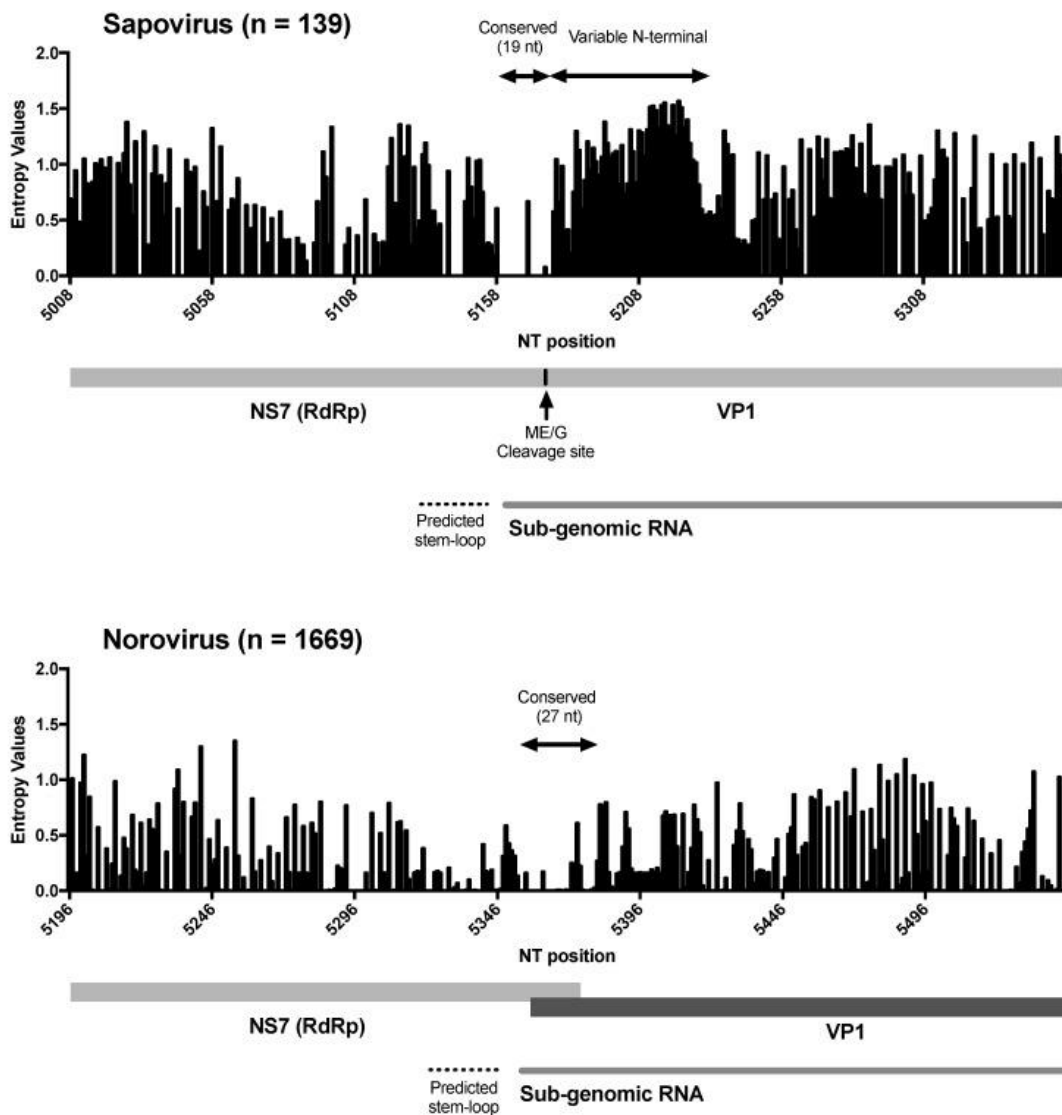 Sapovirus (n = 139)
Conserved
(19 nt)
Variable N-terminal
Entropy Values
2.0
1.5
1.0
0.5
0.0
5008
5058
5108
5158
5208
5258
5308
NT position
NS7 (RdRp)
VP1
ME/G
Cleavage site
Predicted
stem-loop
Sub-genomic RNA
Norovirus (n = 1669)
Conserved
(27 nt)
Entropy Values
2.0
1.5
1.0
0.5
0.0
5196
5246
5296
5346
5396
5446
5496
NT position
NS7 (RdRp)
VP1
Predicted
stem-loop
Sub-genomic RNA